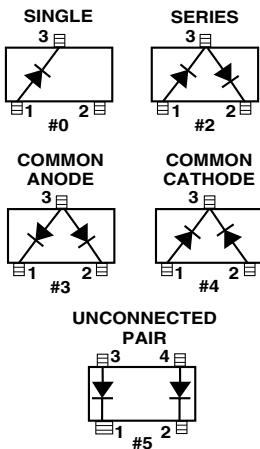 SINGLE
3
1 2
#0
SERIES
3
1 2
#2
COMMON
ANODE
3
1 2
#3
COMMON
CATHODE
3
1 2
#4
UNCONNECTED
PAIR
3 4
1 2
#5